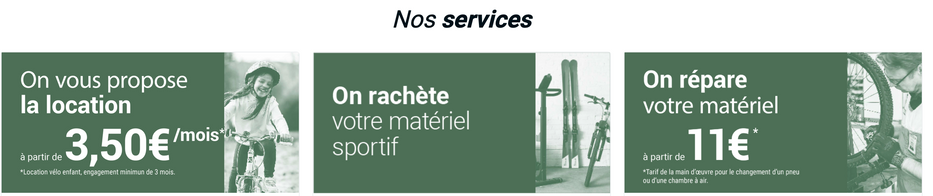 Nos services
On vous propose
la location
à partir de 3,50€/mois*
*Location vélo enfant, engagement minimun de 3 mois.
On rachète
votre matériel
sportif
On répare
votre matériel
à partir de 11€*
*Tarif de la main d'œuvre pour le changement d'un pneu
ou d'une chambre à air.